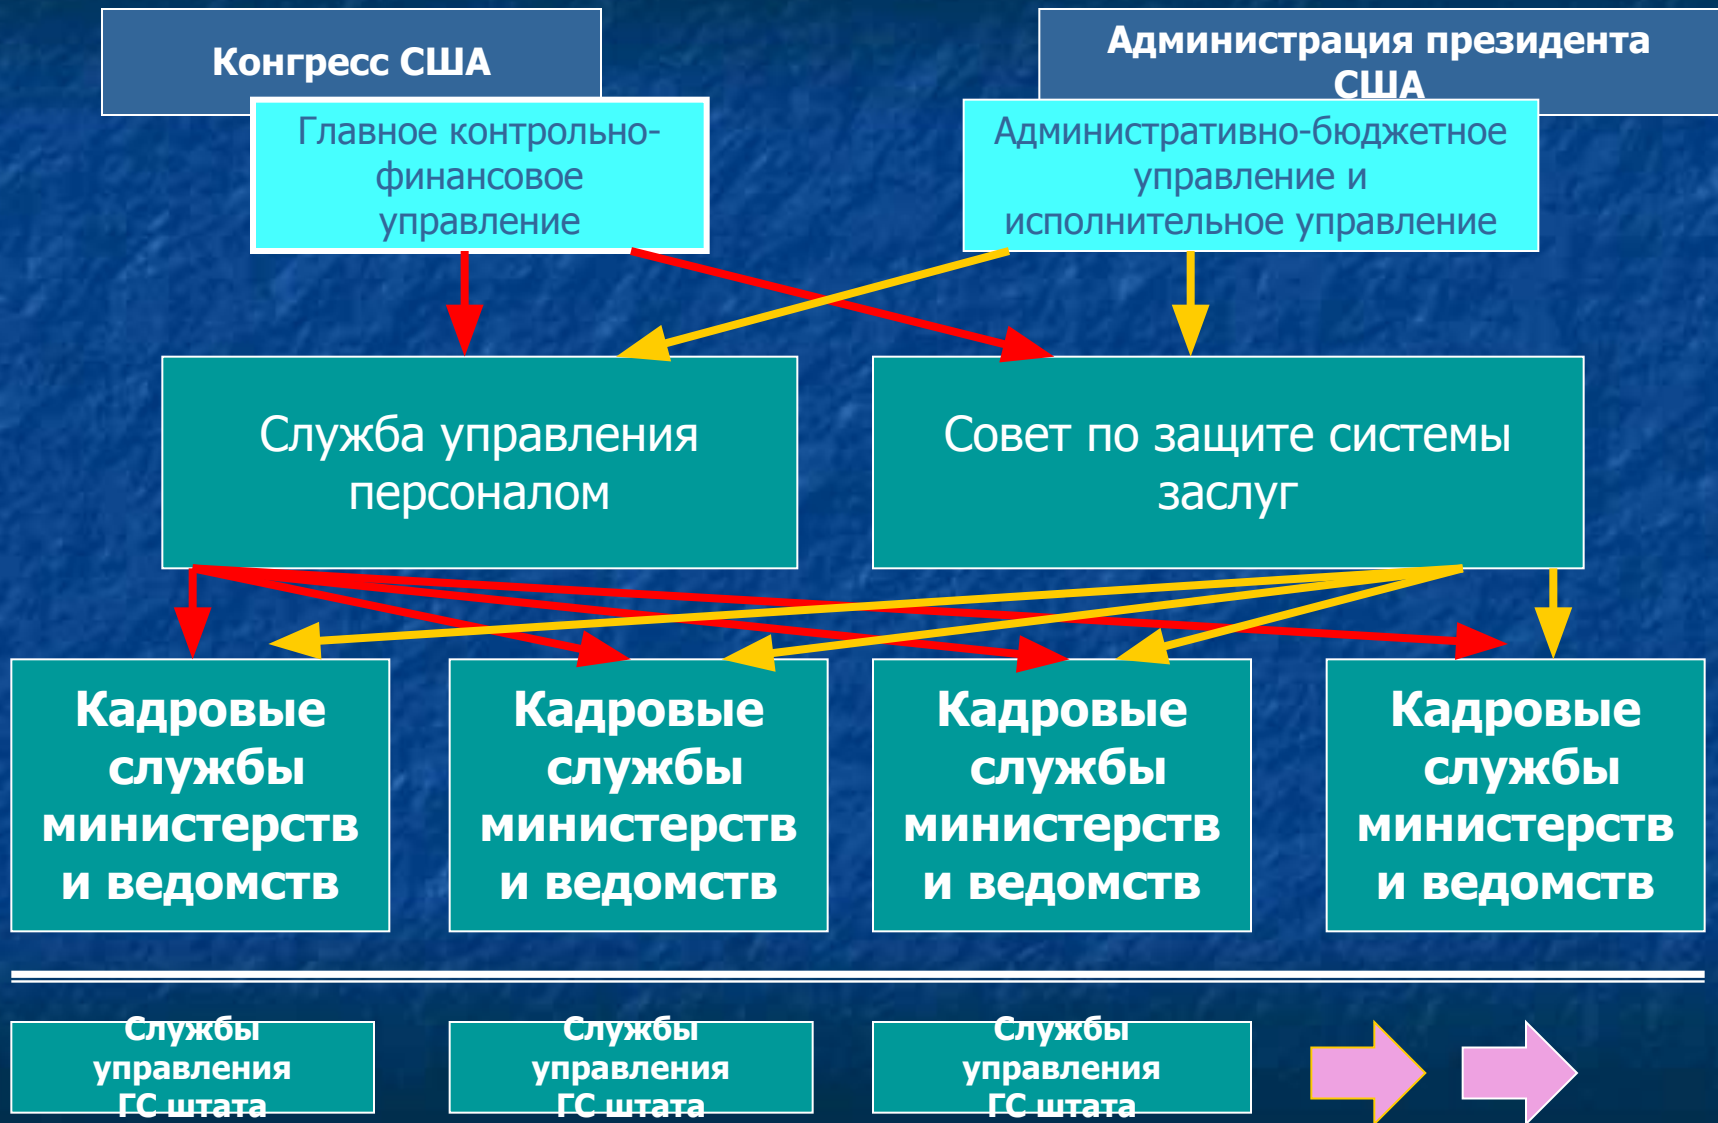 Конгресс США
Администрация президента
США
Главное контрольно-
финансовое
управление
Административно-бюджетное
управление и
исполнительное управление
Служба управления
персоналом
Совет по защите системы
заслуг
Кадровые
службы
министерств
и ведомств
Кадровые
службы
министерств
и ведомств
Кадровые
службы
министерств
и ведомств
Кадровые
службы
министерств
и ведомств
Службы
управления
ГС штата
Службы
управления
ГС штата
Службы
управления
ГС штата